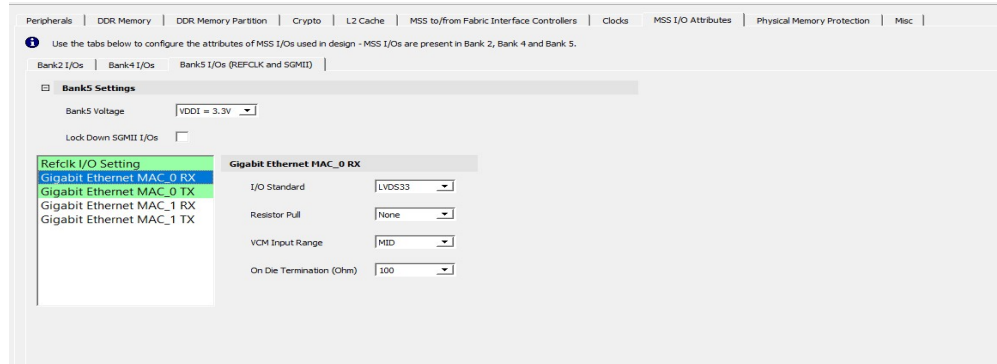 Peripherals | DDR Memory | DDR Memory Partition | Crypto | L2 Cache | MSS to/from Fabric Interface Controllers | Clocks | MSS I/O Attributes | Physical Memory Protection | Misc |
Use the tabs below to configure the attributes of MSS I/Os used in design - MSS I/Os are present in Bank 2, Bank 4 and Bank 5.
Bank2 I/Os | Bank4 I/Os | Bank5 I/Os (REFCLK and SGMII) |
Bank5 Settings
Bank5 Voltage VDDI = 3.3V
Lock Down SGMII I/Os
Refclk I/O Setting
Gigabit Ethernet MAC_0 RX
Gigabit Ethernet MAC_0 TX
Gigabit Ethernet MAC_1 RX
Gigabit Ethernet MAC_1 TX
Gigabit Ethernet MAC_0 RX
I/O Standard LVDS33
Resistor Pull None
VCM Input Range MID
On Die Termination (Ohm) 100